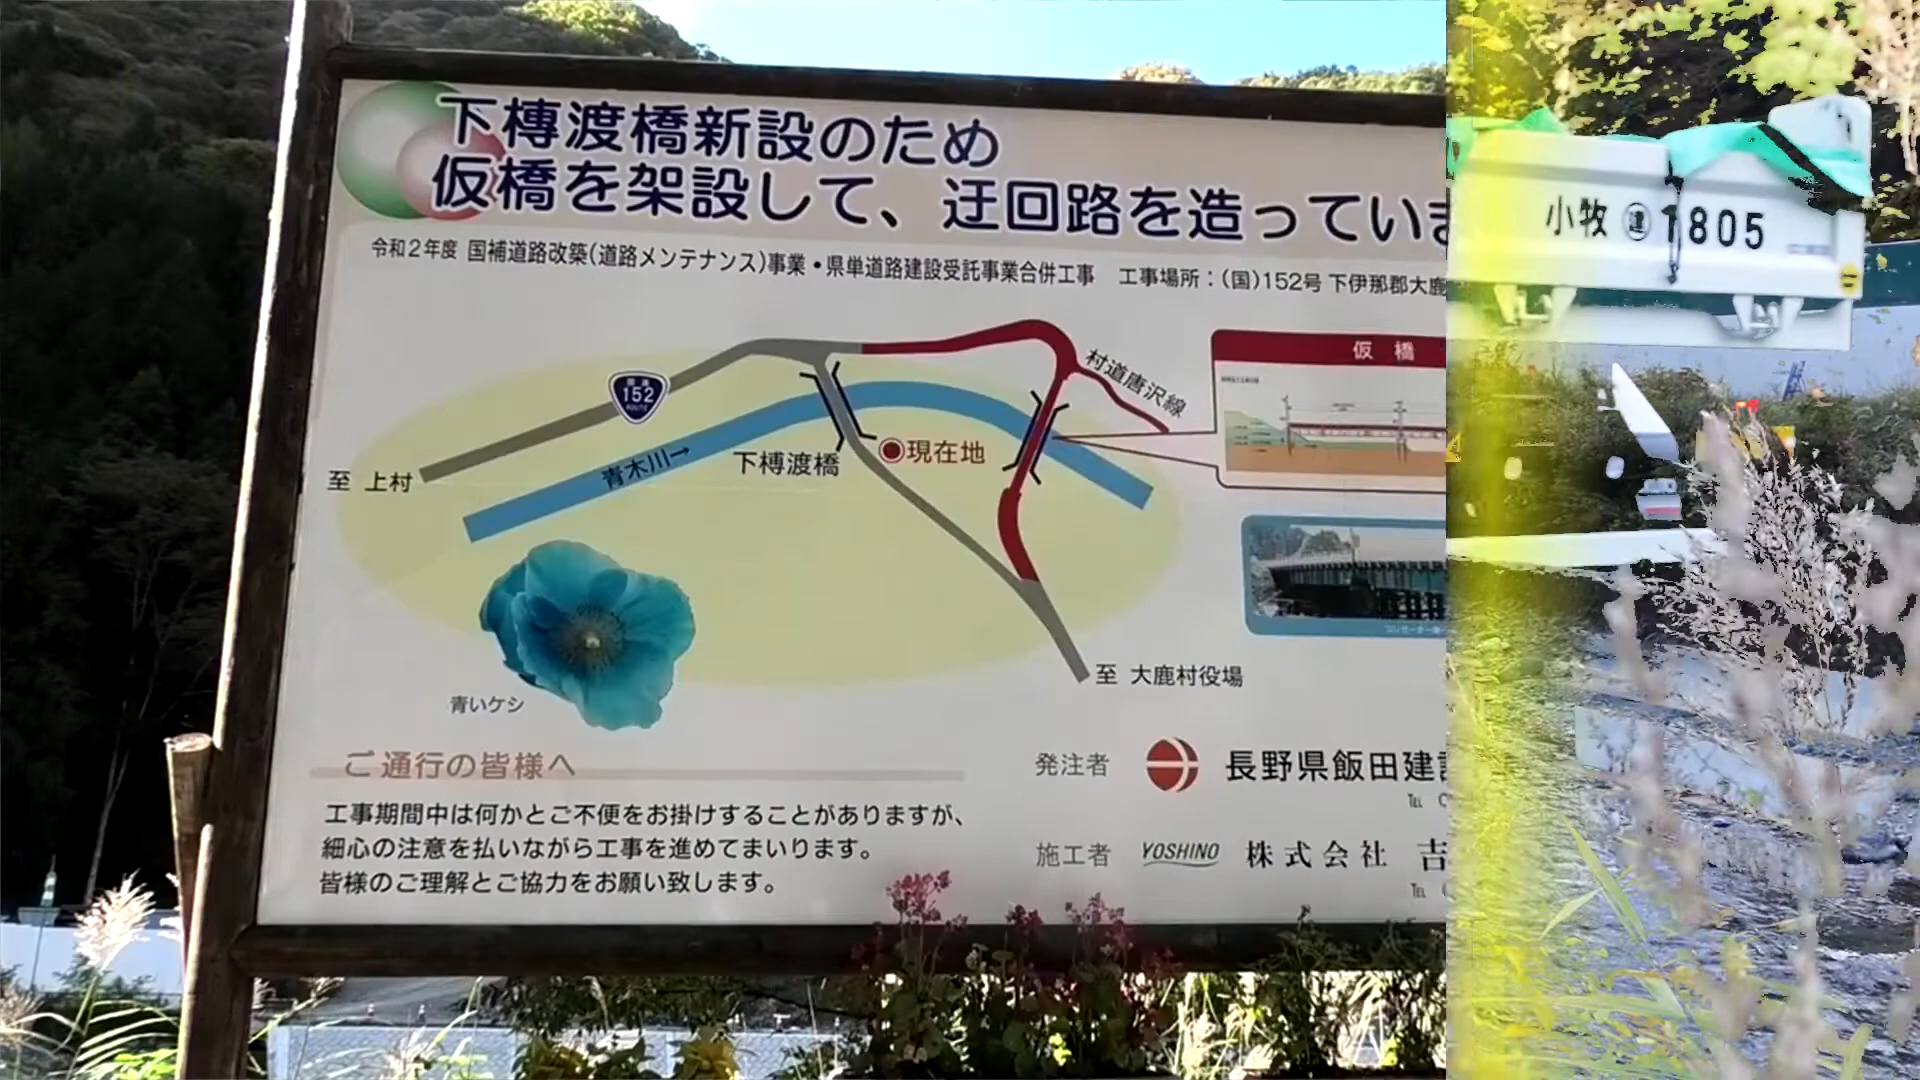 下樽渡橋新設のため
仮橋を架設して、迂回路を造ってい
令和2年度 国補道路改築(道路メンテナンス)事業・県単道路建設受託事業合併工事 工事場所:(国)152号 下伊那郡大鹿
仮橋
村道唐沢線
152
ROUTE
現在地
下樽渡橋
青木川→
至 上村
至 大鹿村役場
青いケシ
ご通行の皆様へ
工事期間中は何かとご不便をお掛けすることがありますが、
細心の注意を払いながら工事を進めてまいります。
皆様のご理解とご協力をお願い致します。
発注者 長野県飯田建
TEL
施工者 YOSHINO 株式会社 吉
TEL
小牧 建 1805